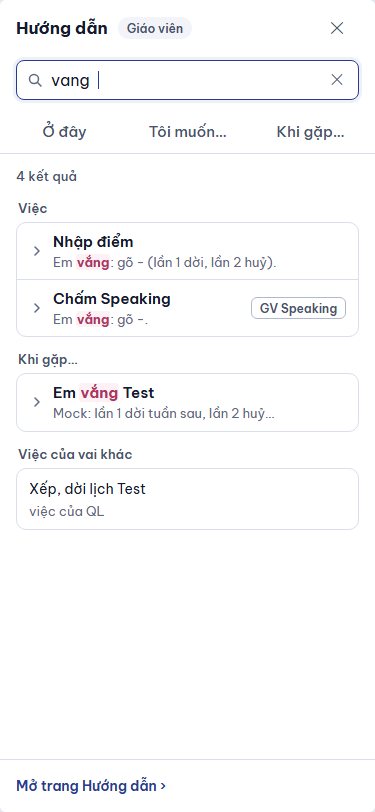 Hướng dẫn Giáo viên
vang
Ở đây Tôi muốn... Khi gặp...
4 kết quả
Việc
Nhập điểm
Em vắng: gõ - (lần 1 dời, lần 2 huỷ).
Chấm Speaking GV Speaking
Em vắng: gõ -.
Khi gặp...
Em vắng Test
Mock: lần 1 dời tuần sau, lần 2 huỷ...
Việc của vai khác
Xếp, dời lịch Test
việc của QL
Mở trang Hướng dẫn ›